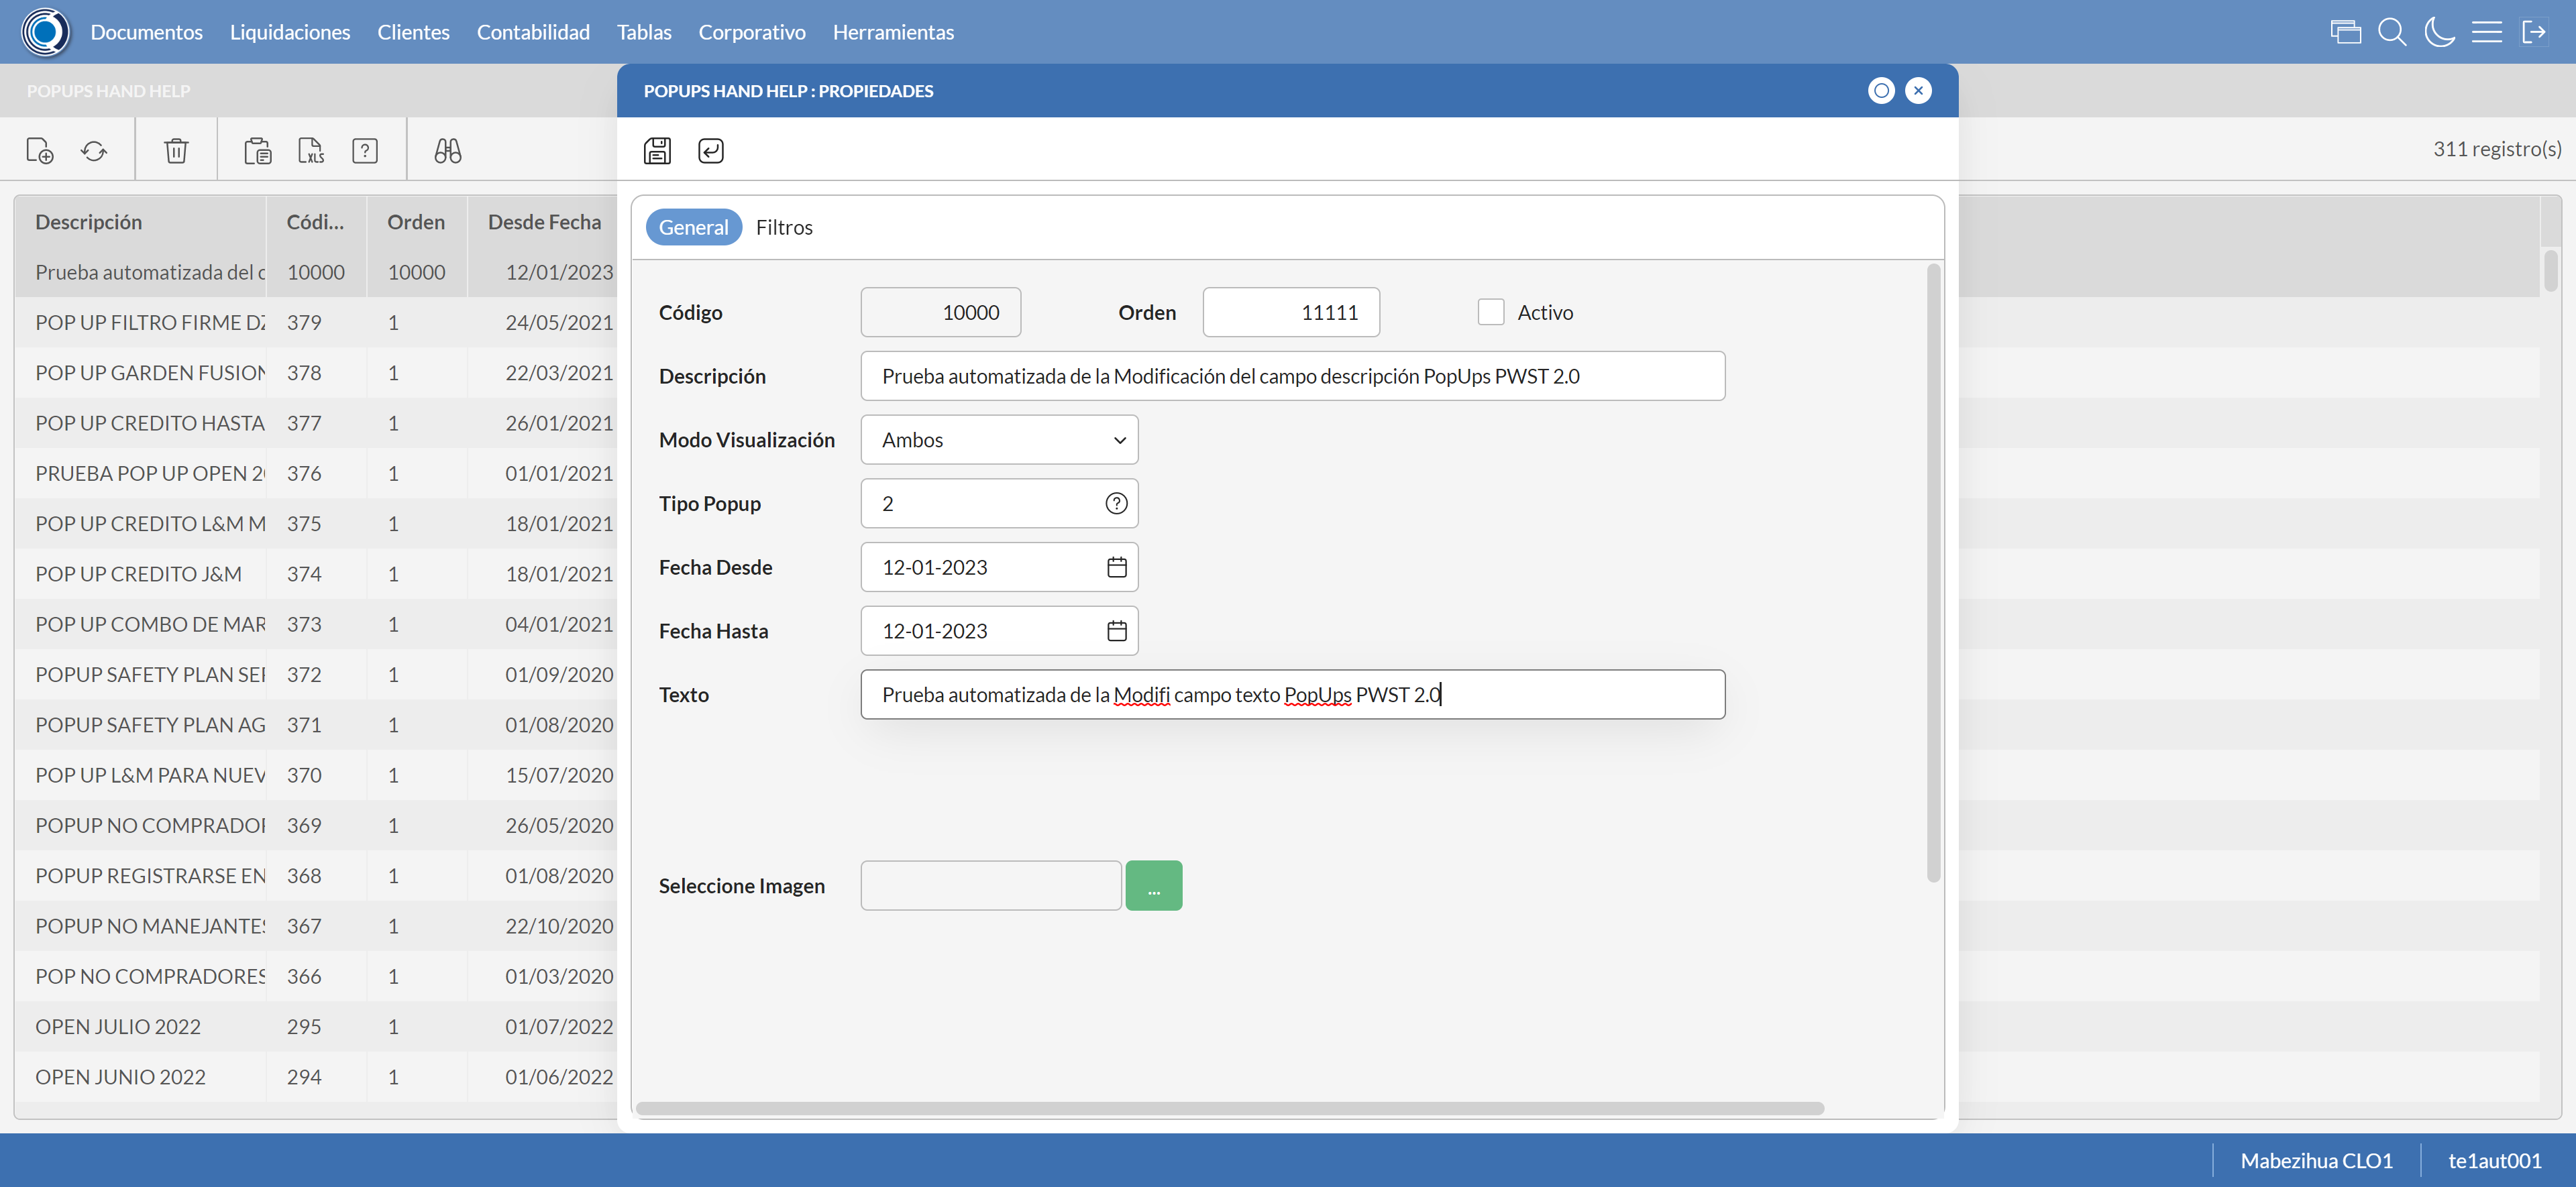 Documentos Liquidaciones Clientes Contabilidad Tablas Corporativo Herramientas
POPUPS HAND HELP
POPUPS HAND HELP : PROPIEDADES
XLS
311 registro(s)
General Filtros
Descripción Códi... Orden Desde Fecha
Prueba automatizada del c 10000 10000 12/01/2023
POP UP FILTRO FIRME DZ 379 1 24/05/2021
POP UP GARDEN FUSION 378 1 22/03/2021
POP UP CREDITO HASTA 377 1 26/01/2021
PRUEBA POP UP OPEN 20 376 1 01/01/2021
POP UP CREDITO L&M M 375 1 18/01/2021
POP UP CREDITO J&M 374 1 18/01/2021
POP UP COMBO DE MAR 373 1 04/01/2021
POPUP SAFETY PLAN SER 372 1 01/09/2020
POPUP SAFETY PLAN AG 371 1 01/08/2020
POP UP L&M PARA NUEV 370 1 15/07/2020
POPUP NO COMPRADOR 369 1 26/05/2020
POPUP REGISTRARSE EN 368 1 01/08/2020
POPUP NO MANEJANTES 367 1 22/10/2020
POP NO COMPRADORES 366 1 01/03/2020
OPEN JULIO 2022 295 1 01/07/2022
OPEN JUNIO 2022 294 1 01/06/2022
Código 10000 Orden 11111 Activo
Descripción Prueba automatizada de la Modificación del campo descripción PopUps PWST 2.0
Modo Visualización Ambos
Tipo Popup 2
Fecha Desde 12-01-2023
Fecha Hasta 12-01-2023
Texto Prueba automatizada de la Modifi campo texto PopUps PWST 2.0
Seleccione Imagen ...
Mabezihua CLO1 te1aut001